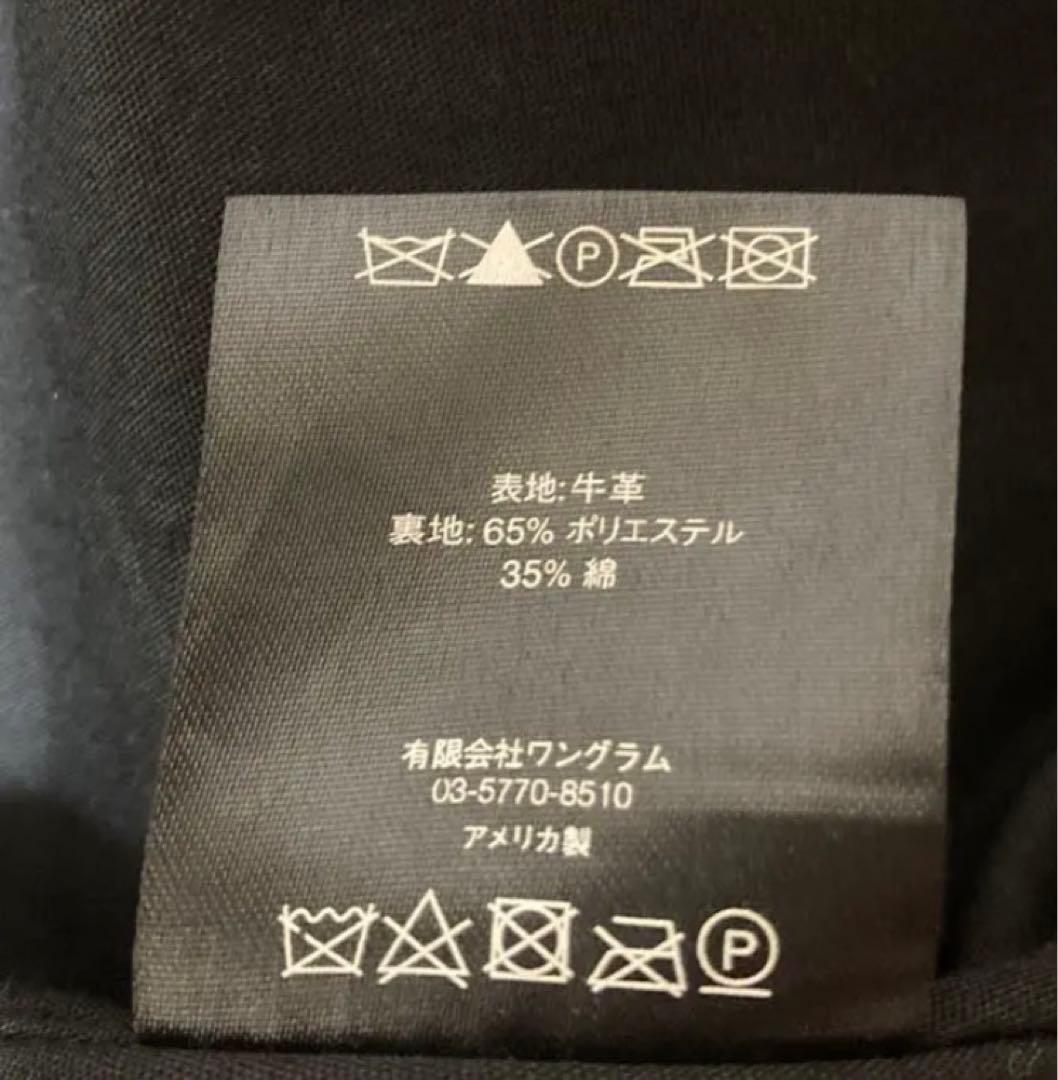 P
表地: 牛革
裏地: 65% ポリエステル
35% 綿
有限会社ワングラム
03-5770-8510
アメリカ製
P